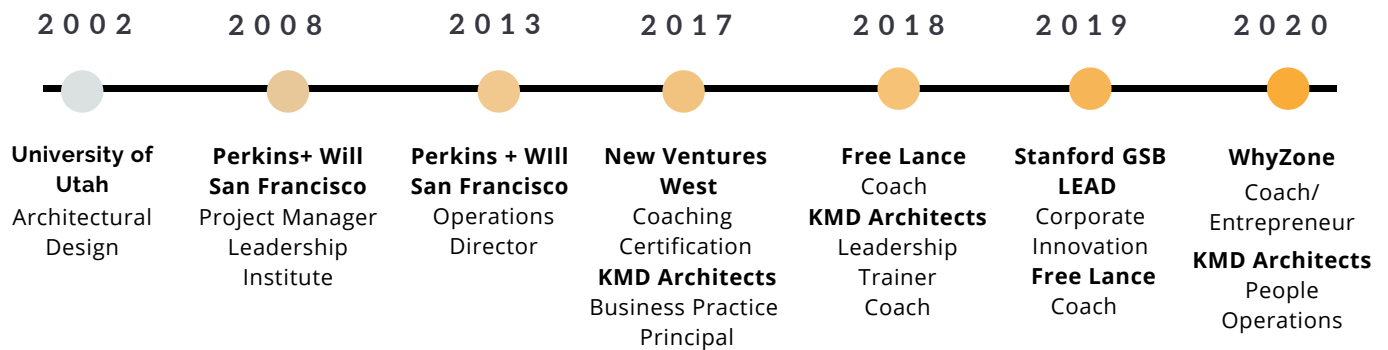 2002
University of
Utah
Architectural
Design
2008
Perkins+ Will
San Francisco
Project Manager
Leadership
Institute
2013
Perkins + WIll
San Francisco
Operations
Director
2017
New Ventures
West
Coaching
Certification
KMD Architects
Business Practice
Principal
2018
Free Lance
Coach
KMD Architects
Leadership
Trainer
Coach
2019
Stanford GSB
LEAD
Corporate
Innovation
Free Lance
Coach
2020
WhyZone
Coach/
Entrepreneur
KMD Architects
People
Operations